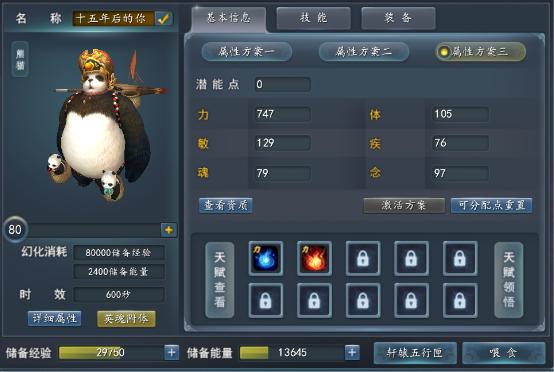 名 称 十五年后的你
熊猫
80
幻化消耗 80000储备经验
2400储备能量
时 效 600秒
详细属性 英魂附体
基本信息 技 能 装 备
属性方案一 属性方案二 属性方案三
潜能点 0
力 747 体 105
敏 129 疾 76
魂 79 念 97
查看资质 激活方案 可分配点重置
天赋查看 力 力 天赋领悟
储备经验 29750 储备能量 13645 轩辕五行匣 喂 食